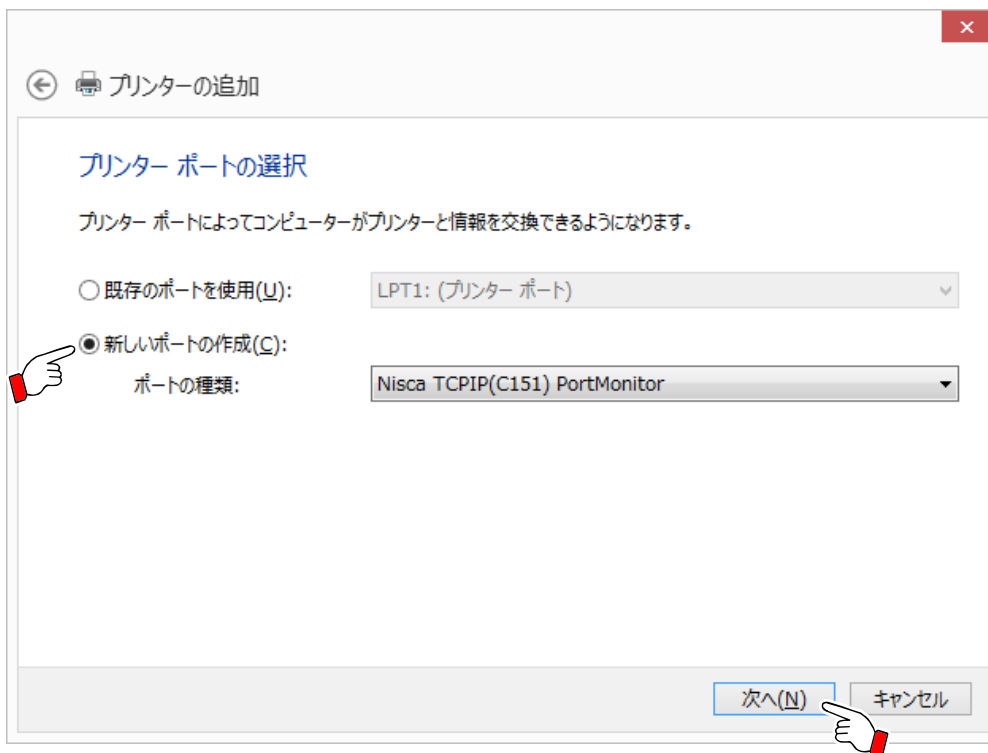 プリンターの追加
プリンター ポートの選択
プリンター ポートによってコンピューターがプリンターと情報を交換できるようになります。
既存のポートを使用(U): LPT1: (プリンター ポート)
新しいポートの作成(C):
ポートの種類: Nisca TCPIP(C151) PortMonitor
次へ(N) キャンセル